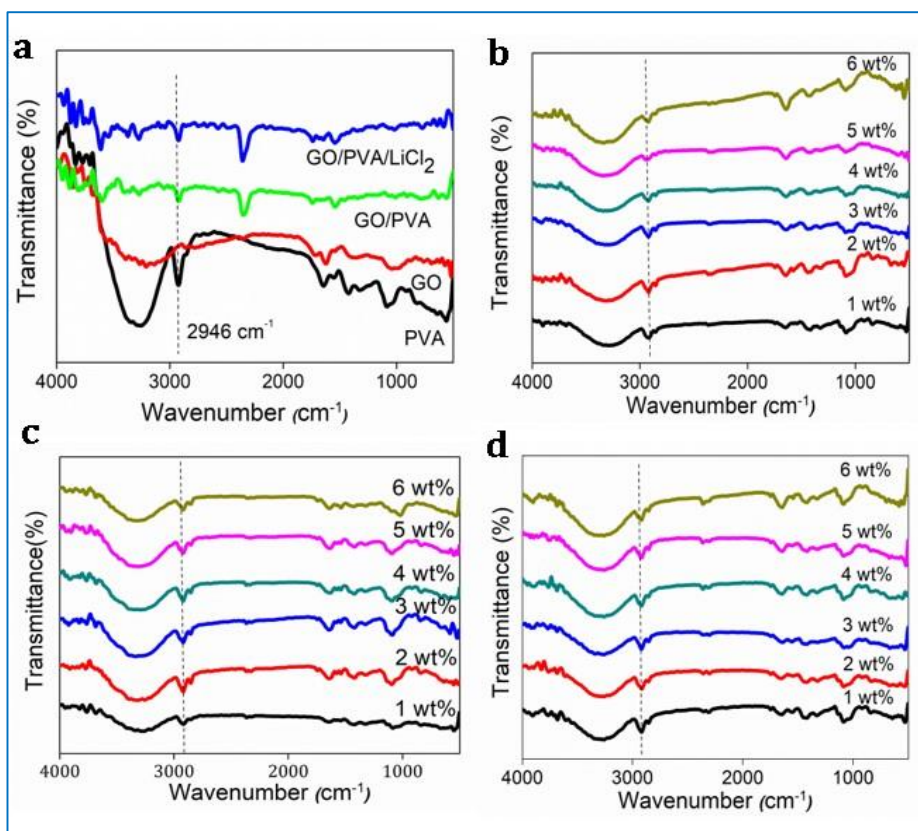 a
Transmittance (%)
GO/PVA/LiCl₂
GO/PVA
GO
PVA
2946 cm⁻¹
4000 3000 2000 1000
Wavenumber (cm⁻¹)
b
Transmittance (%)
6 wt%
5 wt%
4 wt%
3 wt%
2 wt%
1 wt%
4000 3000 2000 1000
Wavenumber (cm⁻¹)
c
Transmittance(%)
6 wt%
5 wt%
4 wt%
3 wt%
2 wt%
1 wt%
4000 3000 2000 1000
Wavenumber (cm⁻¹)
d
Transmittance (%)
6 wt%
5 wt%
4 wt%
3 wt%
2 wt%
1 wt%
4000 3000 2000 1000
Wavenumber (cm⁻¹)